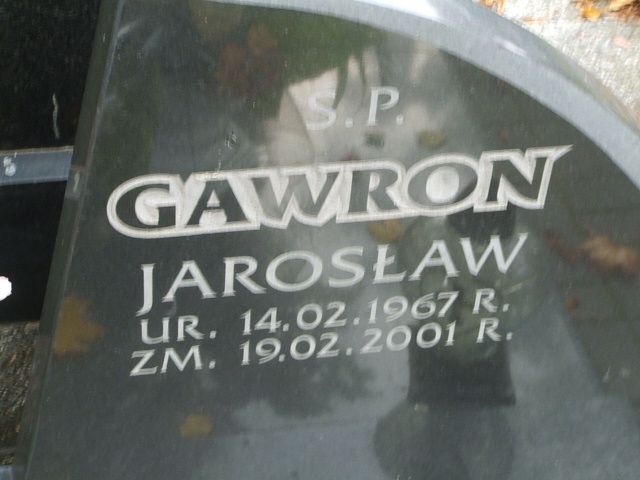 S.P.
GAWRON
JAROSŁAW
UR. 14.02.1967 R.
ZM. 19.02.2001 R.